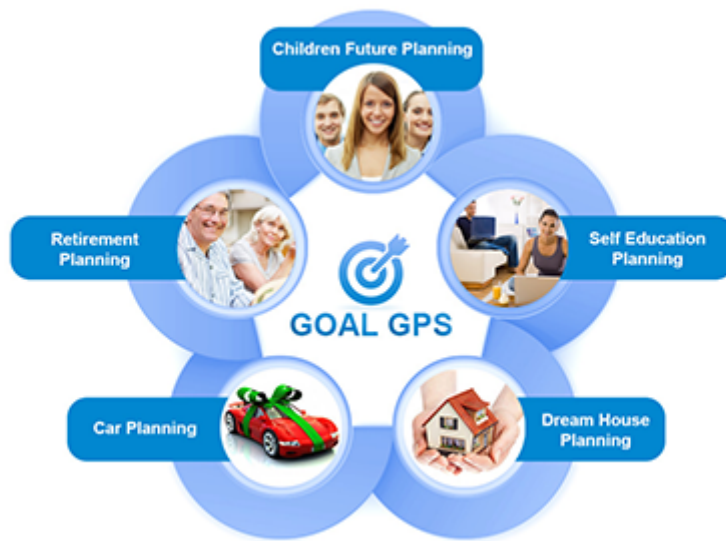 Children Future Planning
Retirement
Planning
Self Education
Planning
GOAL GPS
Car Planning
Dream House
Planning